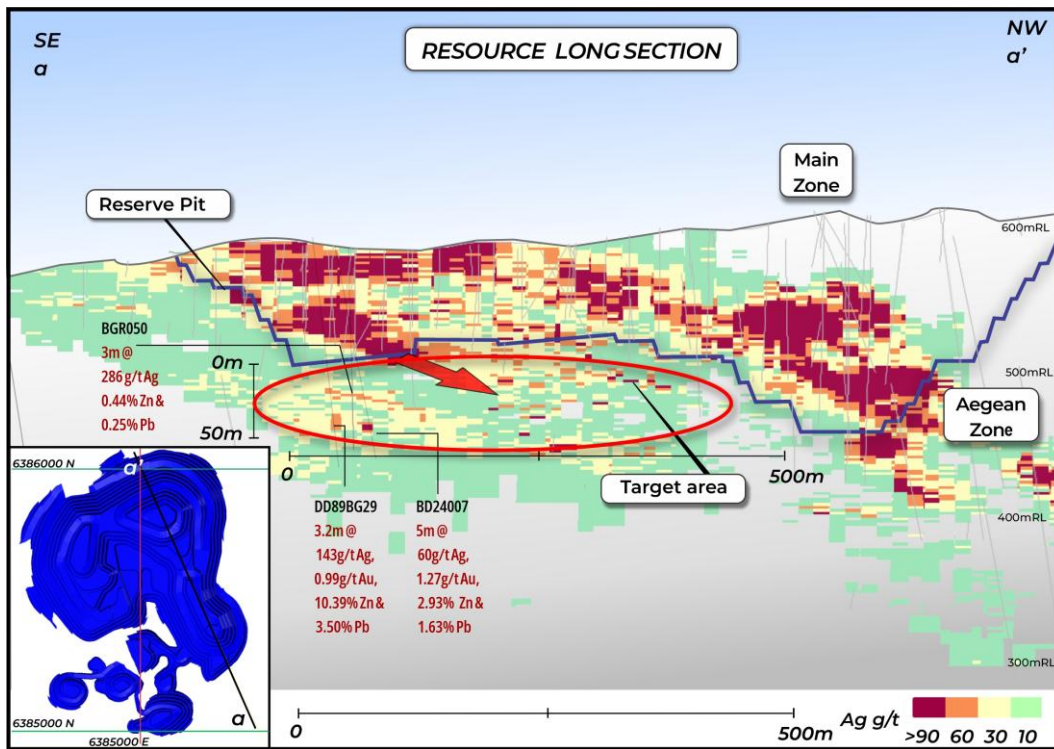 SE
a
RESOURCE LONG SECTION
NW
a'
Main
Zone
Reserve Pit
600mRL
BGR050
3m @
286 g/t Ag
0.44% Zn &
0.25% Pb
0m
50m
500mRL
Aegean
Zone
0
500m
Target area
DD89BG29
3.2m @
143g/t Ag,
0.99g/t Au,
10.39% Zn &
3.50% Pb
BD24007
5m @
60g/t Ag,
1.27g/t Au,
2.93% Zn &
1.63% Pb
400mRL
300mRL
6386000 N
a'
6385000 N
6385000 E
a
0
500m
Ag g/t
>90 60 30 10